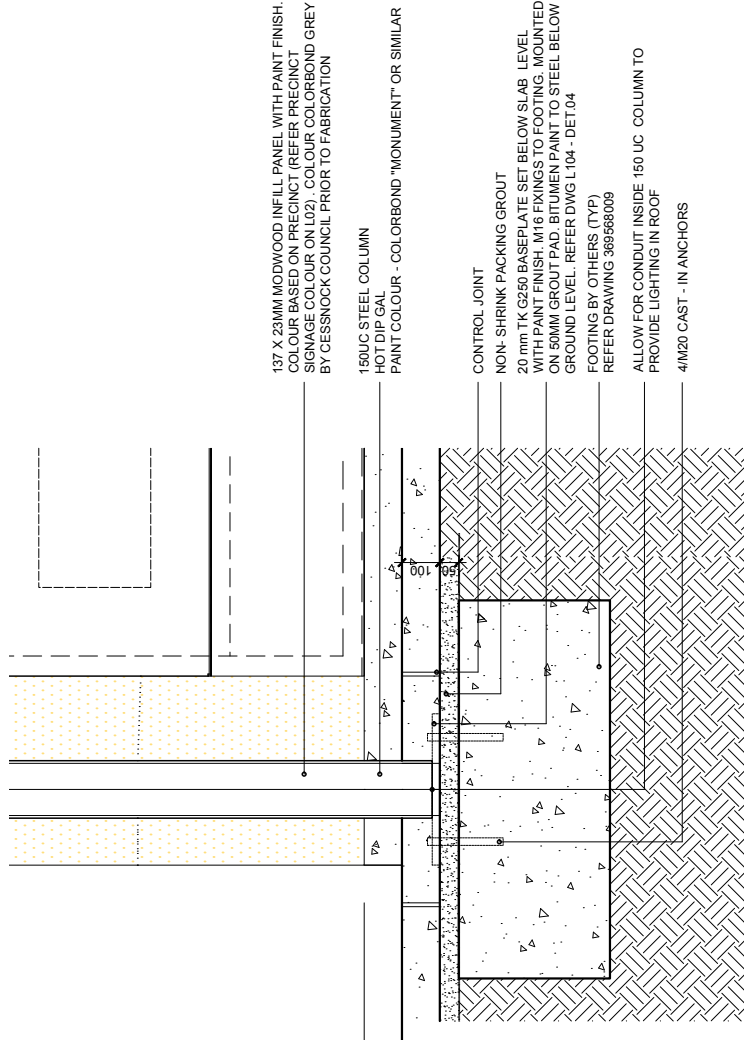 137 X 23MM MODWOOD INFILL PANEL WITH PAINT FINISH.
COLOUR BASED ON PRECINCT (REFER PRECINCT
SIGNAGE COLOUR ON L02) . COLOUR COLORBOND GREY
BY CESSNOCK COUNCIL PRIOR TO FABRICATION
150UC STEEL COLUMN
HOT DIP GAL
PAINT COLOUR - COLORBOND "MONUMENT" OR SIMILAR
CONTROL JOINT
NON- SHRINK PACKING GROUT
20 mm TK G250 BASEPLATE SET BELOW SLAB LEVEL
WITH PAINT FINISH. M16 FIXINGS TO FOOTING. MOUNTED
ON 50MM GROUT PAD. BITUMEN PAINT TO STEEL BELOW
GROUND LEVEL. REFER DWG L104 - DET.04
FOOTING BY OTHERS (TYP)
REFER DRAWING 369568009
ALLOW FOR CONDUIT INSIDE 150 UC COLUMN TO
PROVIDE LIGHTING IN ROOF
4/M20 CAST - IN ANCHORS
100
50